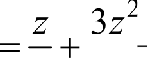 = z + 3z² -